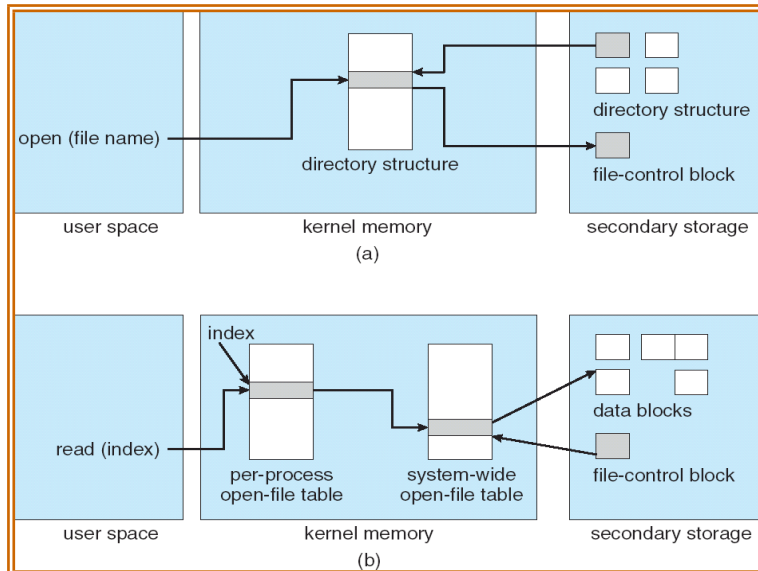 open (file name)
directory structure
directory structure
file-control block
user space
kernel memory
secondary storage
(a)
index
read (index)
per-process
open-file table
system-wide
open-file table
data blocks
file-control block
user space
kernel memory
secondary storage
(b)